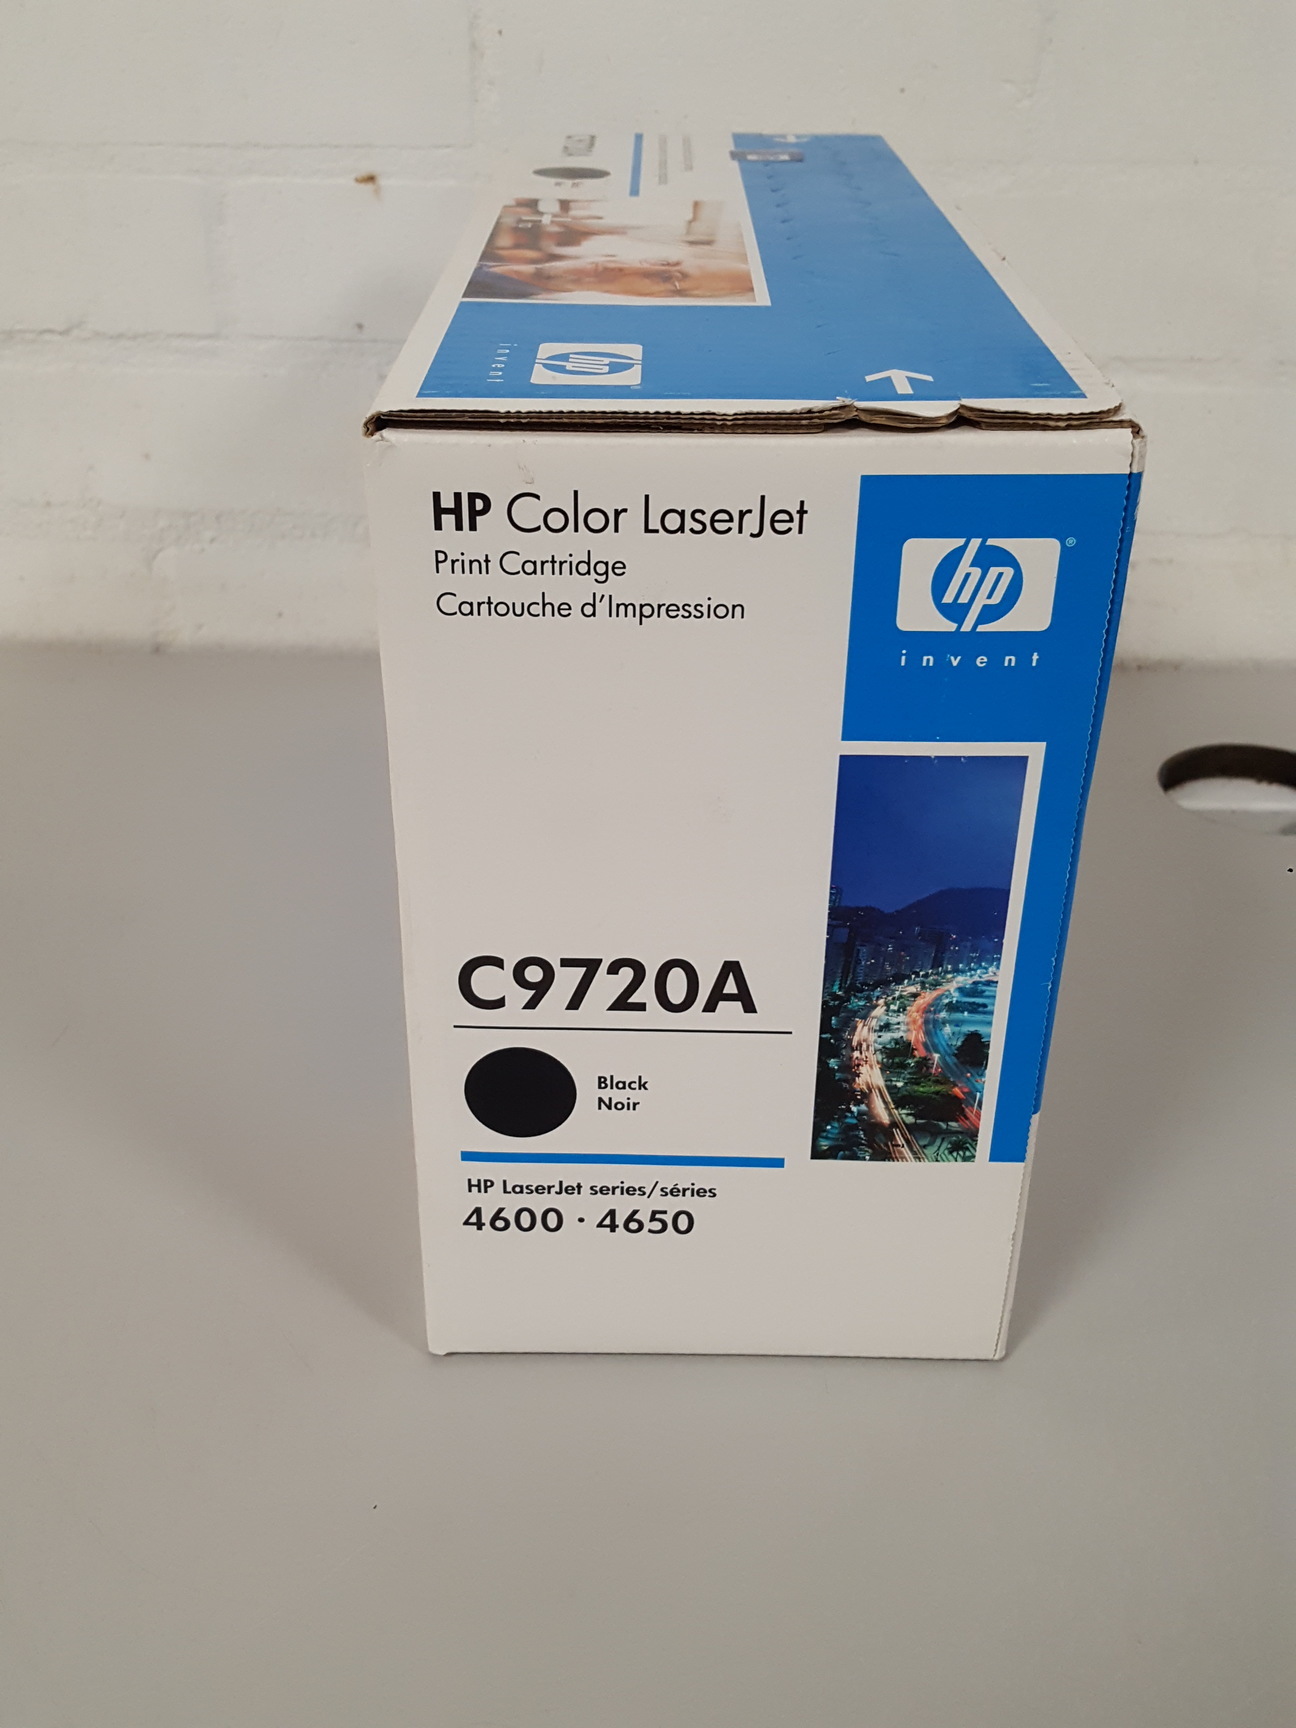 invent
hp
HP Color LaserJet
Print Cartridge
Cartouche d'Impression
hp®
invent
C9720A
Black
Noir
HP LaserJet series/séries
4600 · 4650